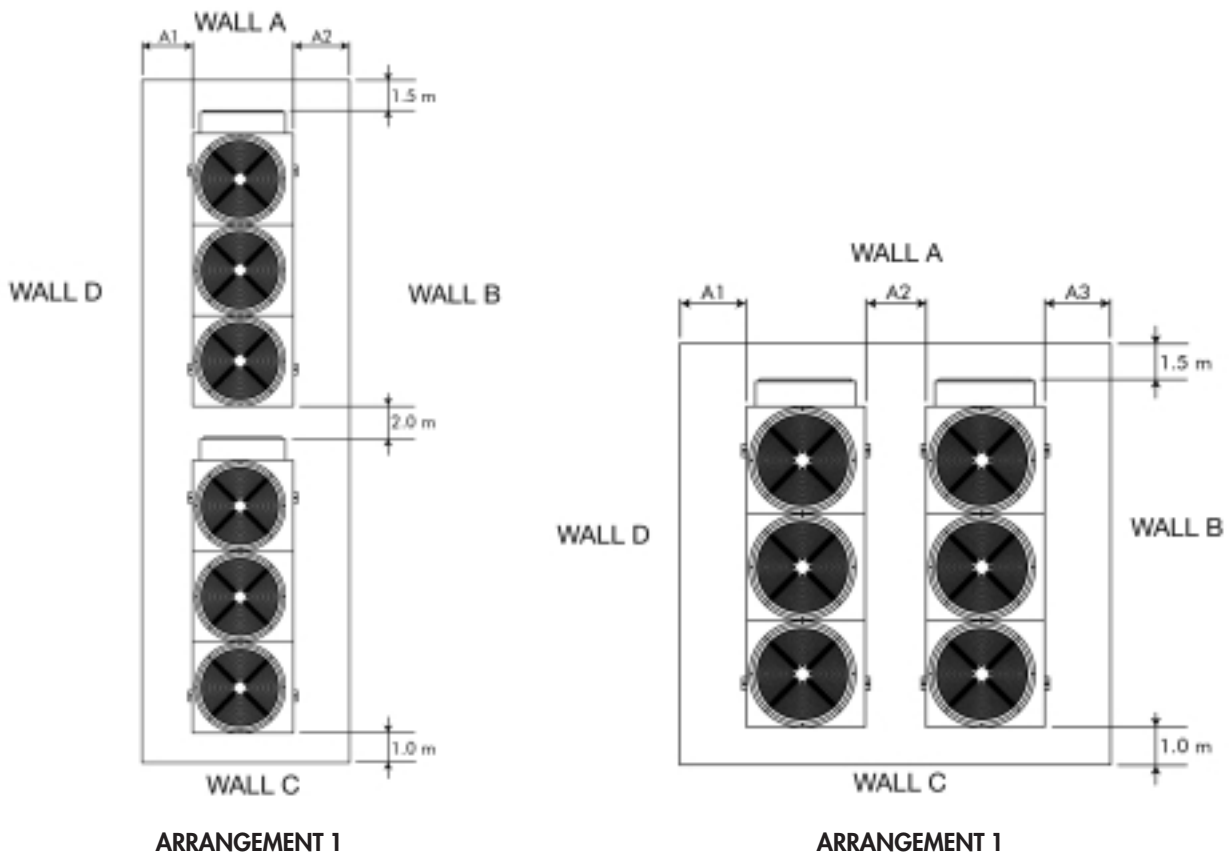 WALL A
A1
A2
1.5 m
WALL D
WALL B
2.0 m
1.0 m
WALL C
ARRANGEMENT 1
WALL A
A1
A2
A3
1.5 m
WALL D
WALL B
1.0 m
WALL C
ARRANGEMENT 1